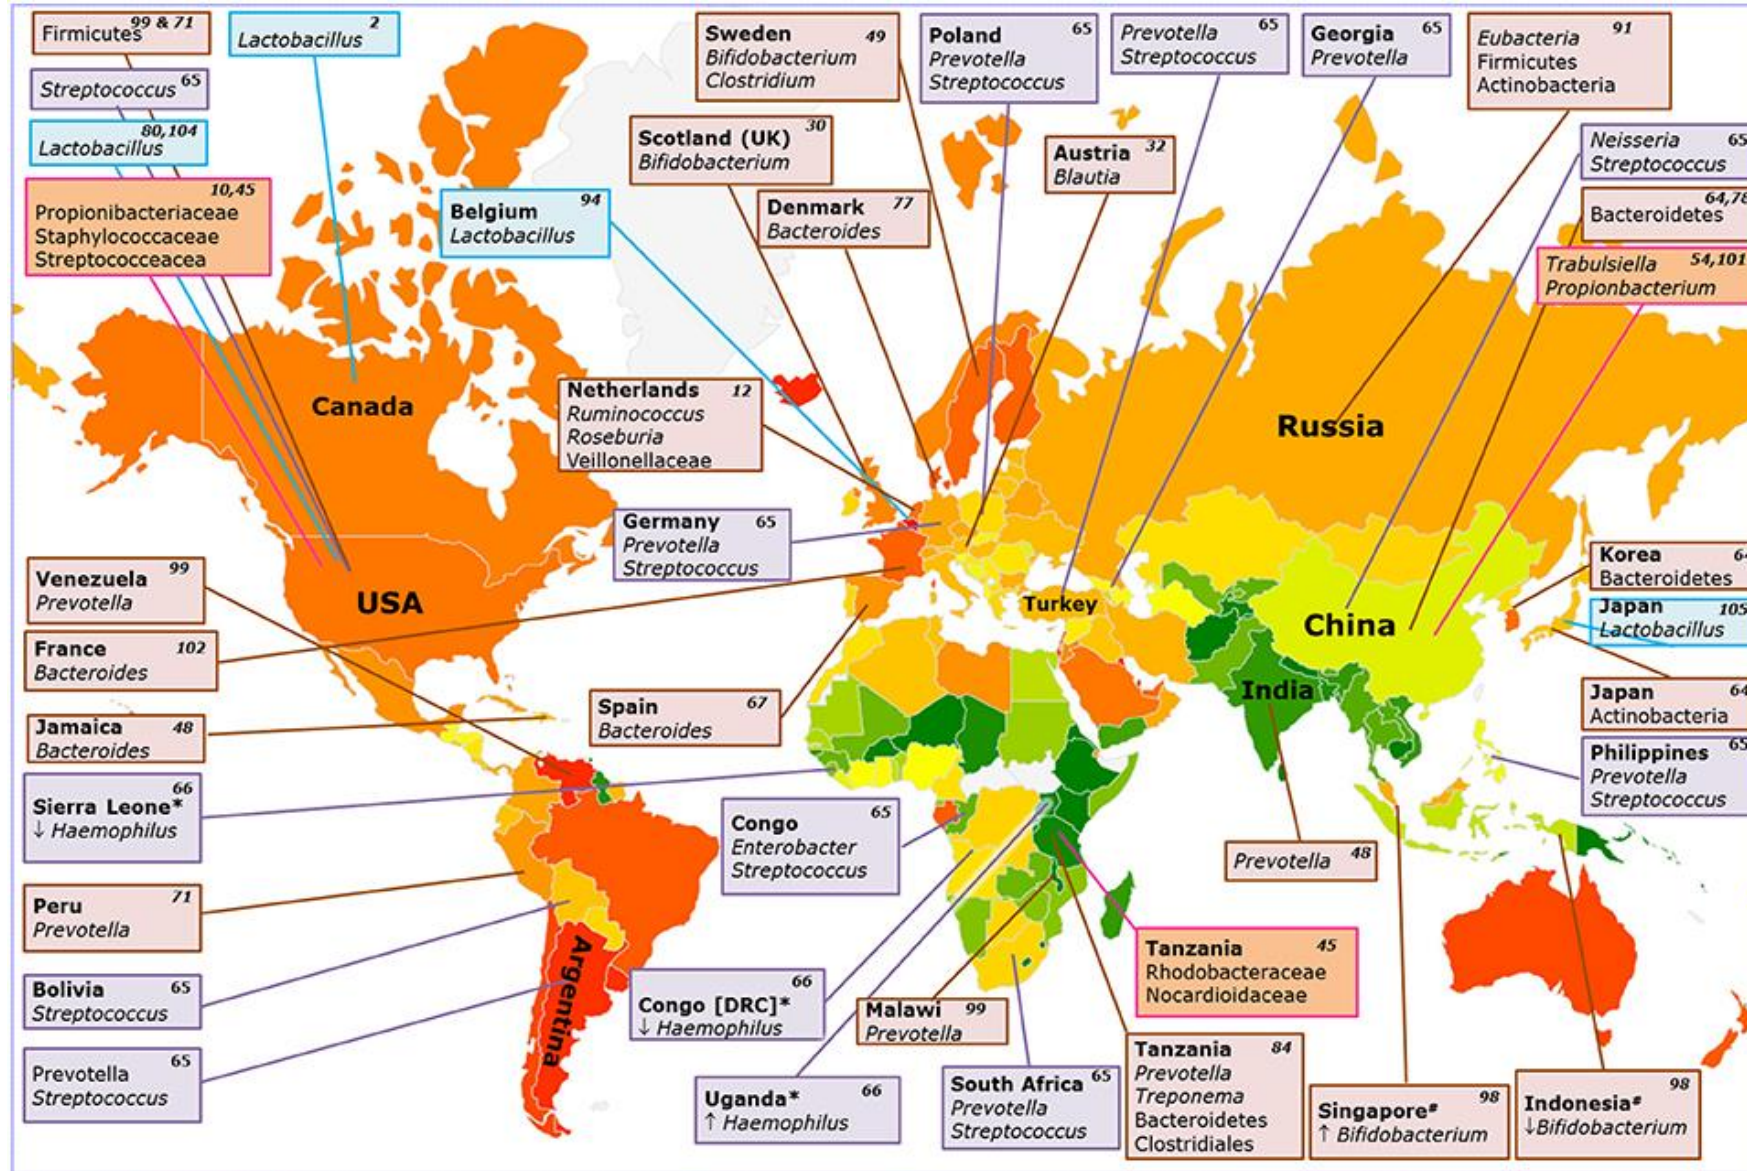 Firmicutes 99 & 71
Lactobacillus 2
Streptococcus 65
80,104
Lactobacillus
10,45
Propionibacteriaceae
Staphylococcaceae
Streptococceacea
Belgium 94
Lactobacillus
Sweden 49
Bifidobacterium
Clostridium
Scotland (UK) 30
Bifidobacterium
Denmark 77
Bacteroides
Poland 65
Prevotella
Streptococcus
Austria 32
Blautia
Prevotella 65
Streptococcus
Georgia 65
Prevotella
Eubacteria 91
Firmicutes
Actinobacteria
Neisseria 65
Streptococcus
64,78
Bacteroidetes
Trabulsiella 54,101
Propionbacterium
Canada
Netherlands 12
Ruminococcus
Roseburia
Veillonellaceae
Russia
Germany 65
Prevotella
Streptococcus
Venezuela 99
Prevotella
USA
Turkey
China
Korea 64
Bacteroidetes
Japan 105
Lactobacillus
France 102
Bacteroides
India
Japan 64
Actinobacteria
Jamaica 48
Bacteroides
Spain 67
Bacteroides
Philippines 65
Prevotella
Streptococcus
66
Sierra Leone*
↓ Haemophilus
Congo 65
Enterobacter
Streptococcus
Prevotella 48
Peru 71
Prevotella
Argentina
Tanzania 45
Rhodobacteraceae
Nocardioidaceae
Bolivia 65
Streptococcus
66
Congo [DRC]*
↓ Haemophilus
Malawi 99
Prevotella
Prevotella 65
Streptococcus
Uganda* 66
↑ Haemophilus
South Africa 65
Prevotella
Streptococcus
Tanzania 84
Prevotella
Treponema
Bacteroidetes
Clostridiales
Singapore# 98
↑ Bifidobacterium
98
Indonesia#
↓Bifidobacterium